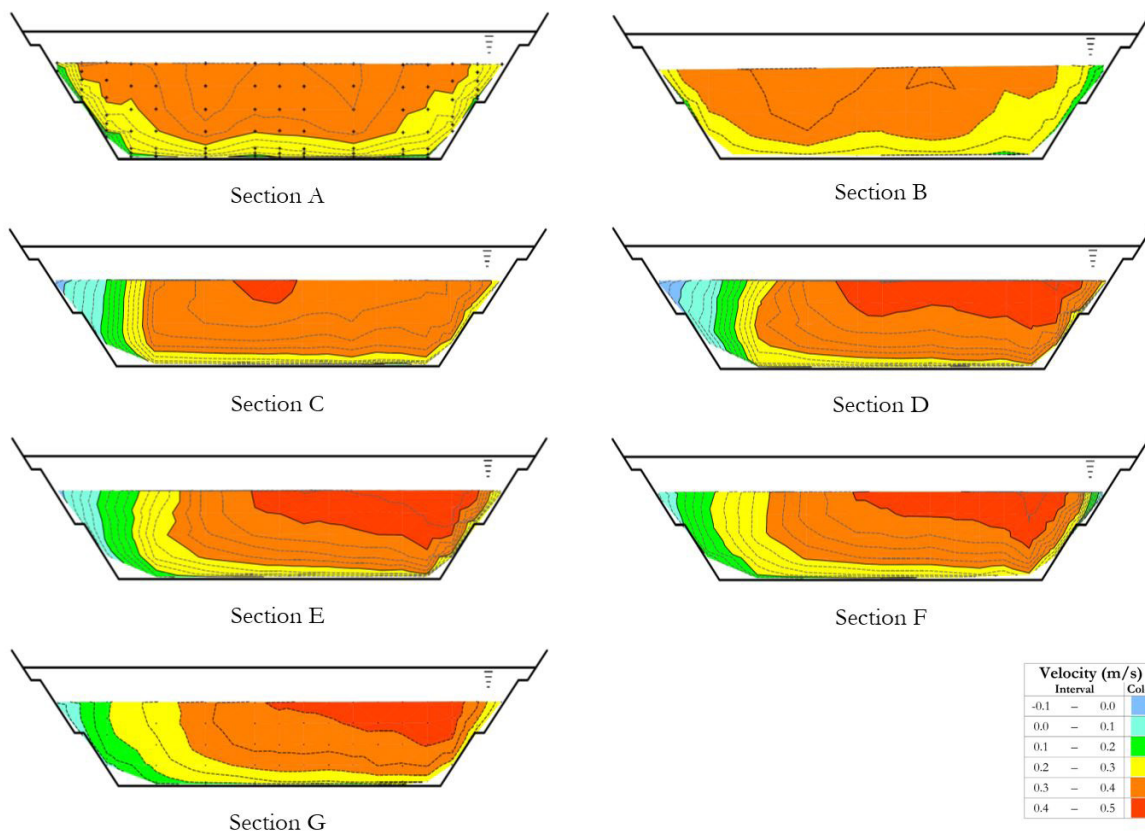 Section A
Section B
Section C
Section D
Section E
Section F
Section G
Velocity (m/s)
Interval Col
-0.1 – 0.0
0.0 – 0.1
0.1 – 0.2
0.2 – 0.3
0.3 – 0.4
0.4 – 0.5